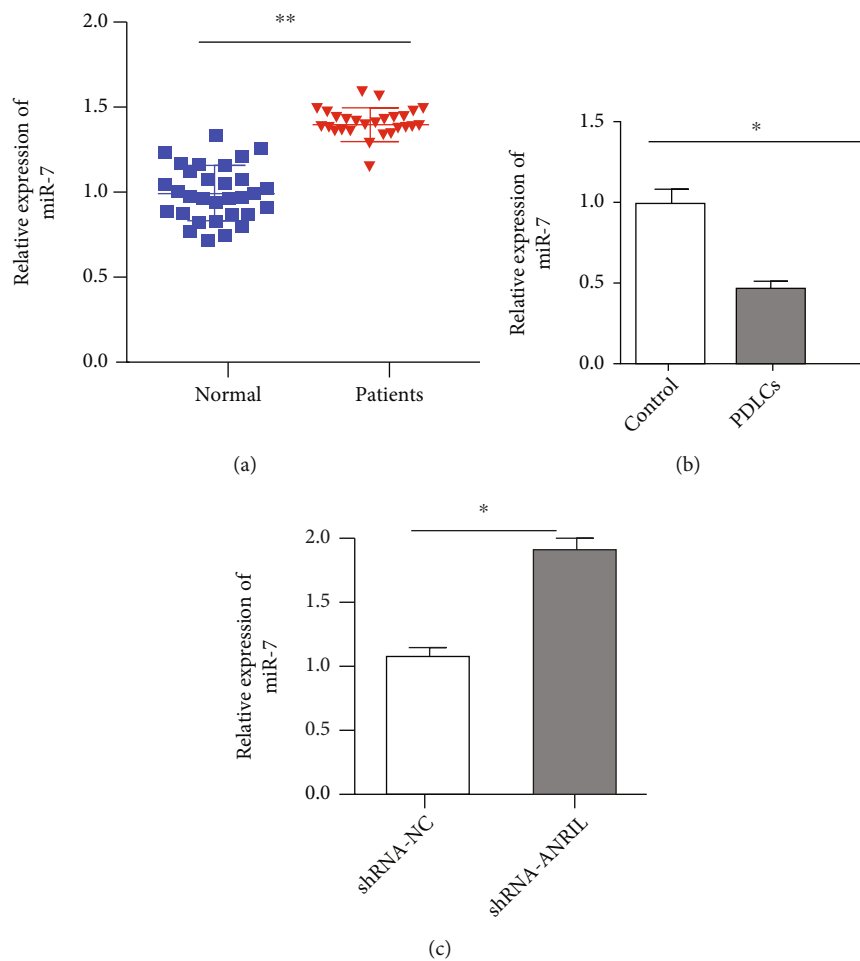 **
2.0
1.5
1.0
0.5
0.0
Relative expression of
miR-7
Normal
Patients
(a)
*
1.5
1.0
0.5
0.0
Relative expression of
miR-7
Control
PDLCs
(b)
*
2.0
1.5
1.0
0.5
0.0
Relative expression of
miR-7
shRNA-NC
shRNA-ANRIL
(c)